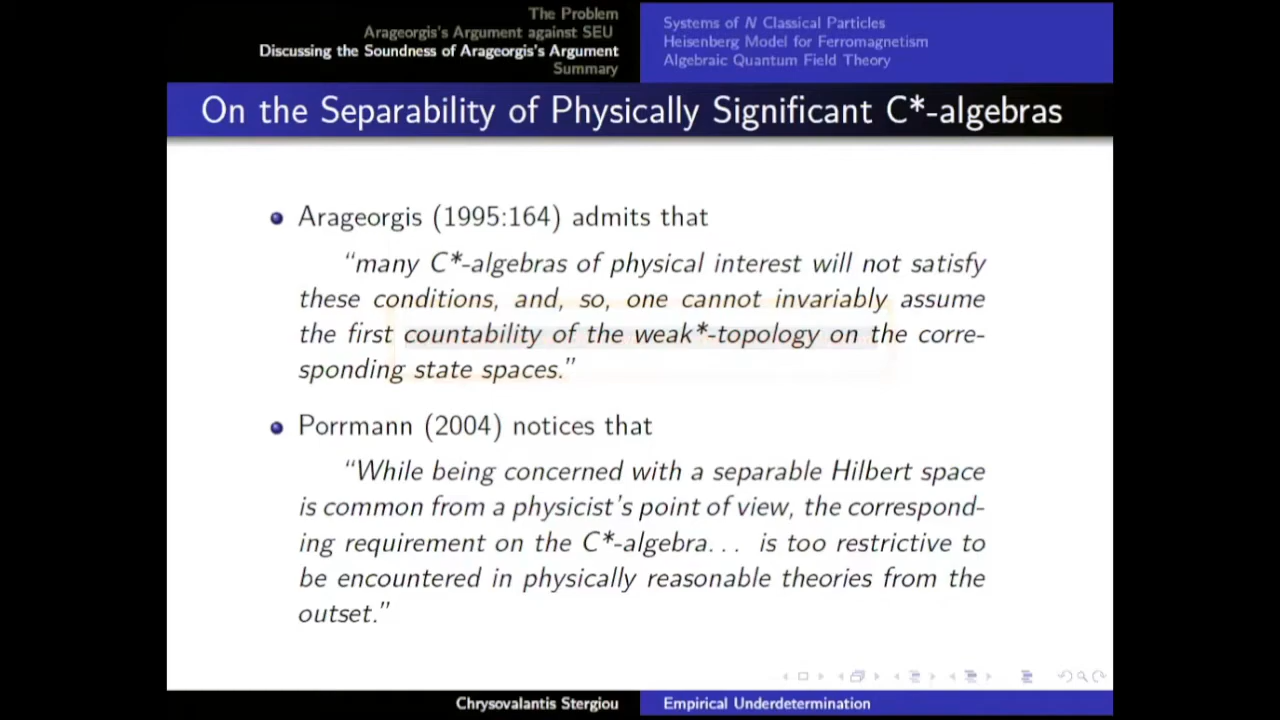 The Problem
Arageorgis's Argument against SEU
Discussing the Soundness of Arageorgis's Argument
Summary
Systems of N Classical Particles
Heisenberg Model for Ferromagnetism
Algebraic Quantum Field Theory
On the Separability of Physically Significant C*-algebras
Arageorgis (1995:164) admits that
“many C*-algebras of physical interest will not satisfy
these conditions, and, so, one cannot invariably assume
the first countability of the weak*-topology on the corre-
sponding state spaces.”
Porrmann (2004) notices that
“While being concerned with a separable Hilbert space
is common from a physicist's point of view, the correspond-
ing requirement on the C*-algebra... is too restrictive to
be encountered in physically reasonable theories from the
outset.”
Chrysovalantis Stergiou
Empirical Underdetermination